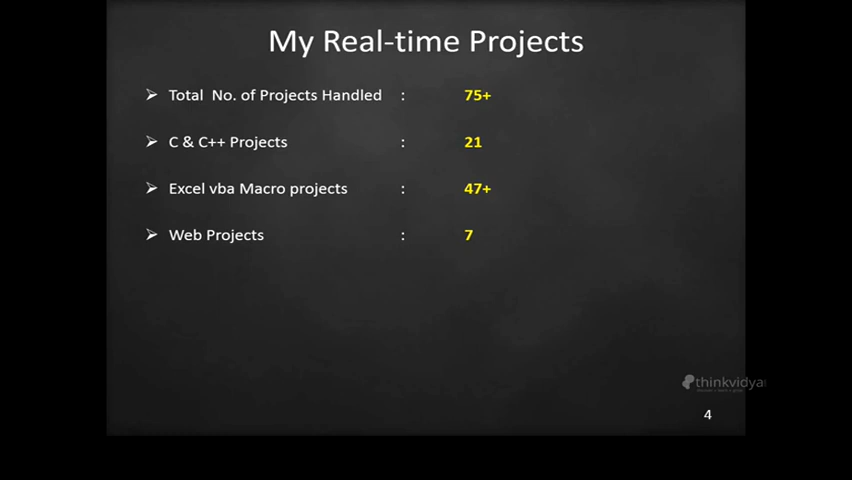 My Real-time Projects
➢ Total No. of Projects Handled : 75+
➢ C & C++ Projects : 21
➢ Excel vba Macro projects : 47+
➢ Web Projects : 7
thinkvidya
4